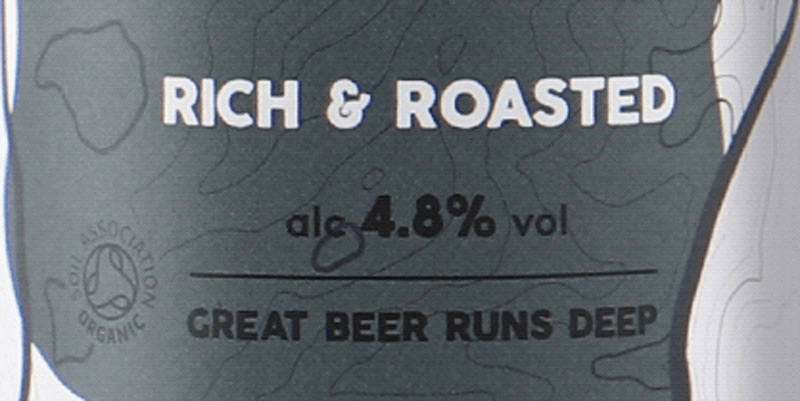 RICH & ROASTED
alc 4.8% vol
SOIL ASSOCIATION
ORGANIC
GREAT BEER RUNS DEEP